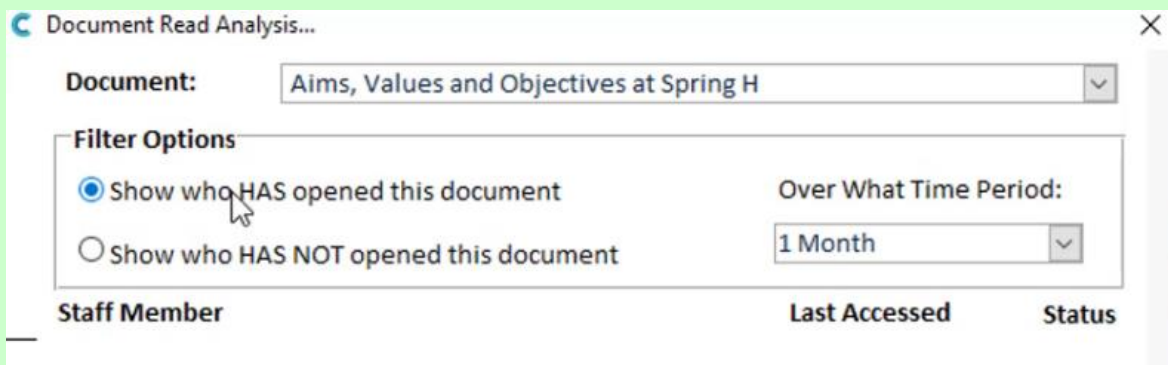 Document Read Analysis...
Document: Aims, Values and Objectives at Spring H
Filter Options
Show who HAS opened this document Over What Time Period:
Show who HAS NOT opened this document 1 Month
Staff Member Last Accessed Status